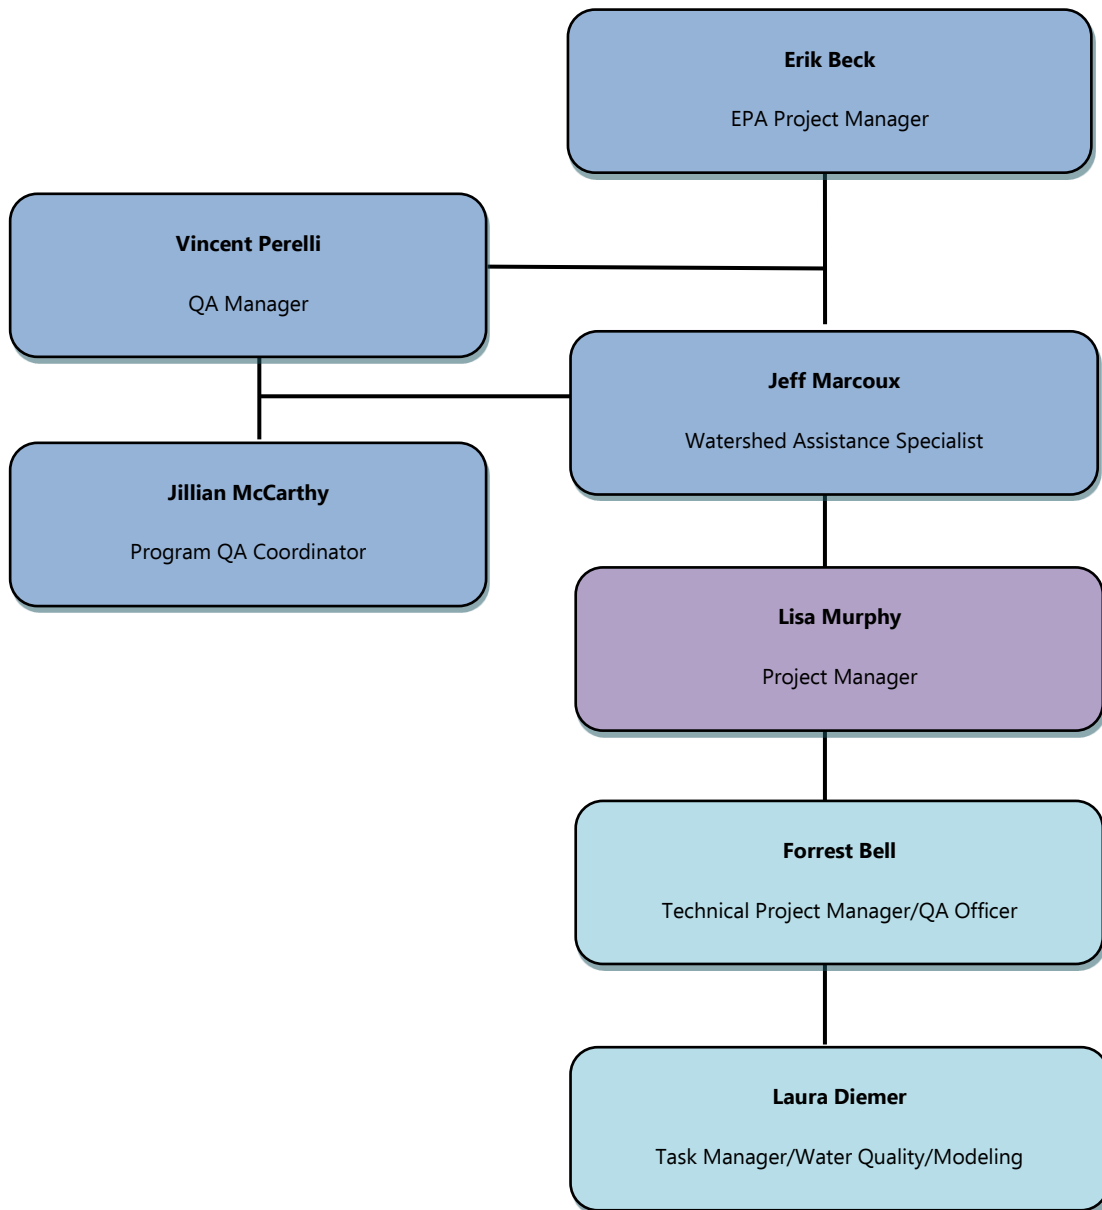 Erik Beck
EPA Project Manager
Vincent Perelli
QA Manager
Jeff Marcoux
Watershed Assistance Specialist
Jillian McCarthy
Program QA Coordinator
Lisa Murphy
Project Manager
Forrest Bell
Technical Project Manager/QA Officer
Laura Diemer
Task Manager/Water Quality/Modeling